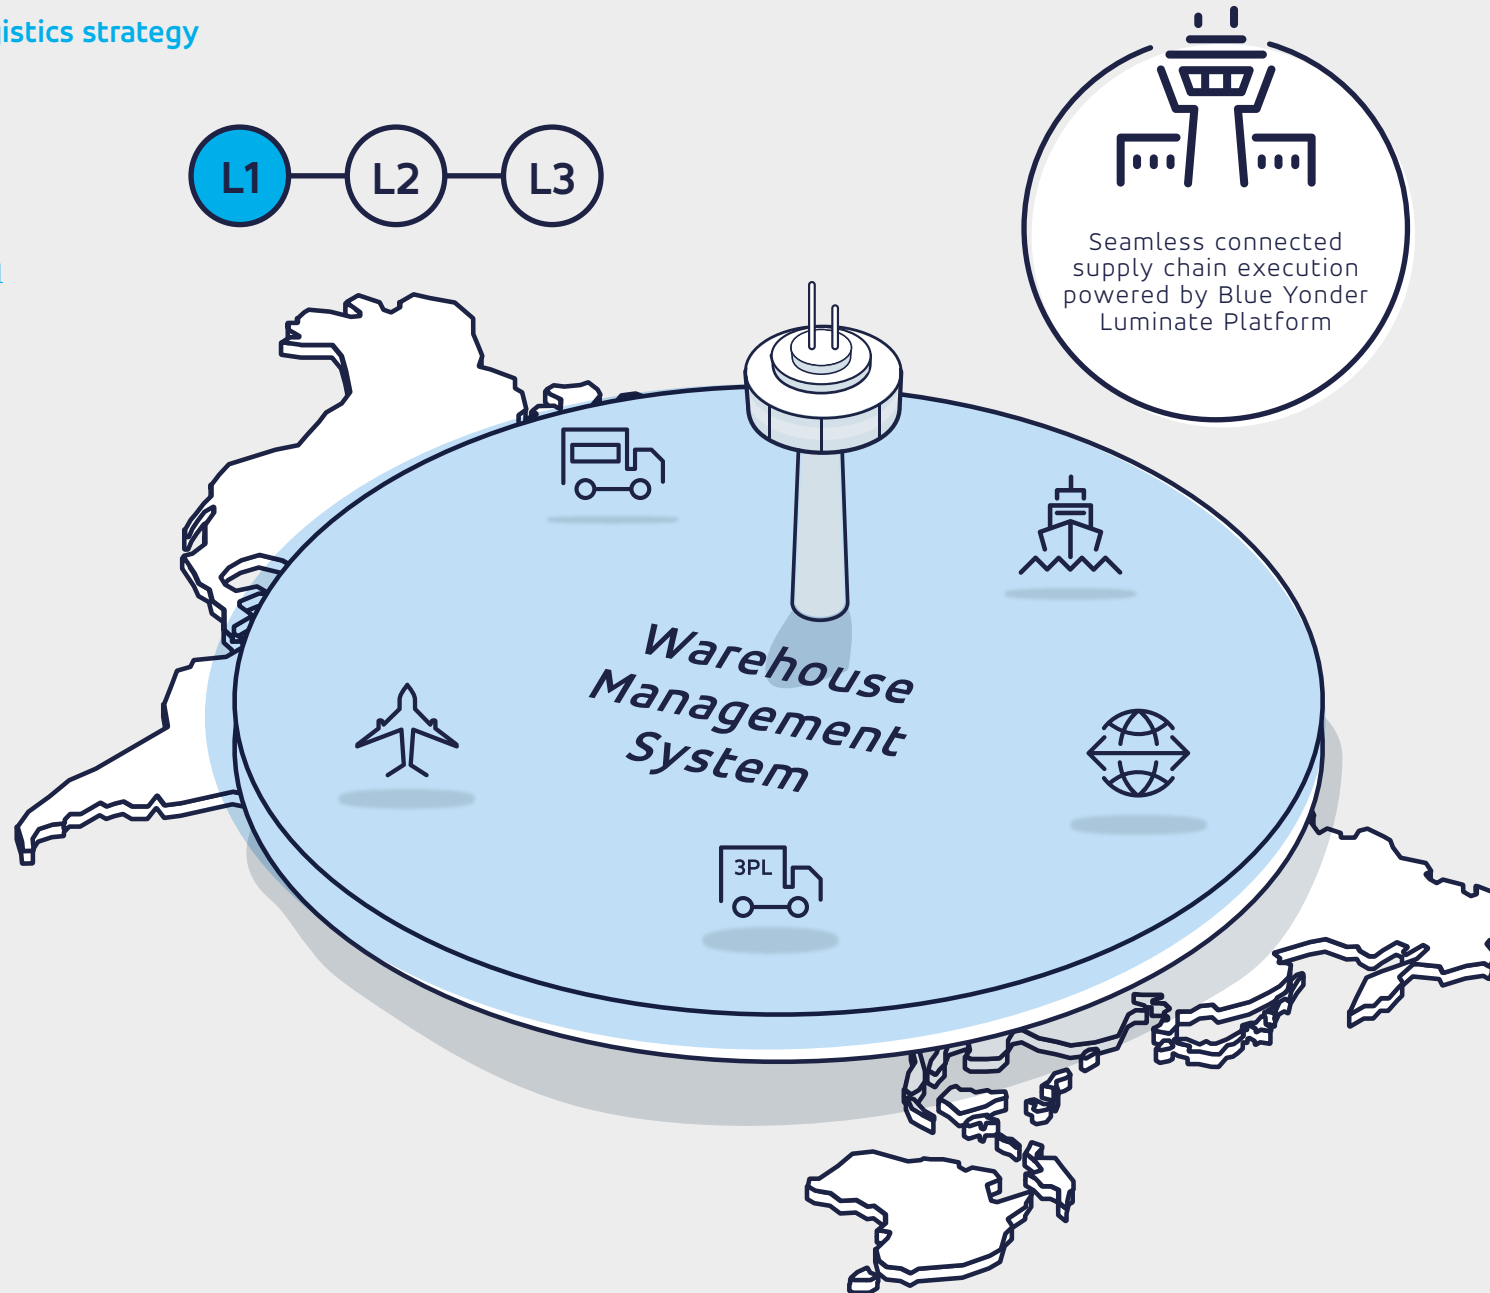 istics strategy
L1 L2 L3
Seamless connected
supply chain execution
powered by Blue Yonder
Luminate Platform
Warehouse
Management
System
3PL